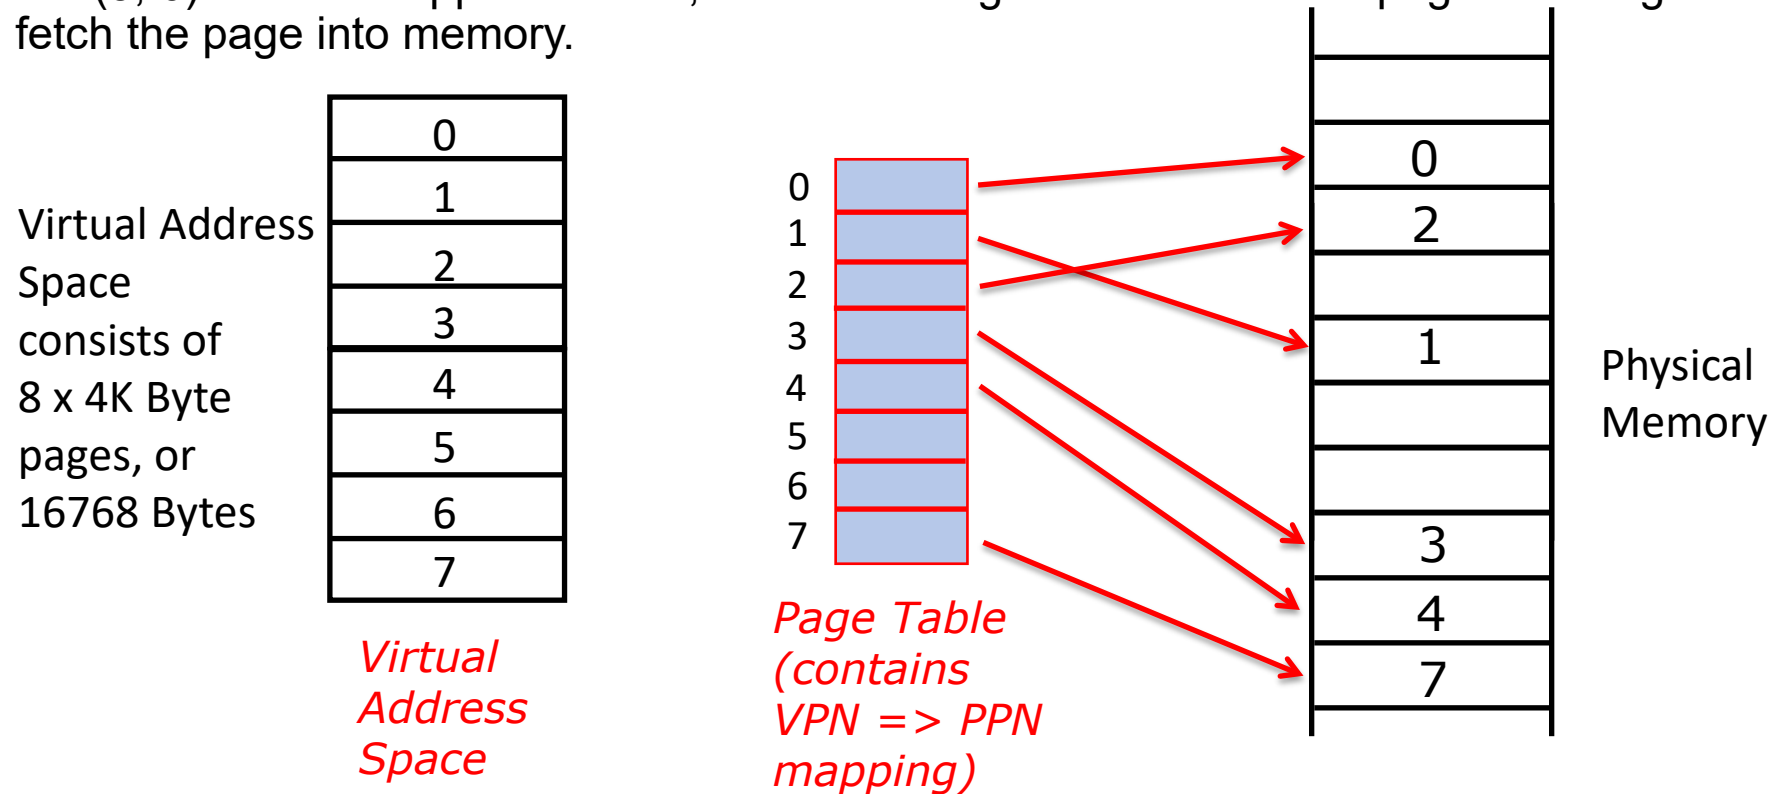 fetch the page into memory.
Virtual Address
Space
consists of
8 x 4K Byte
pages, or
16768 Bytes
0
1
2
3
4
5
6
7
Virtual
Address
Space
0
1
2
3
4
5
6
7
Page Table
(contains
VPN => PPN
mapping)
0
2
1
3
4
7
Physical
Memory